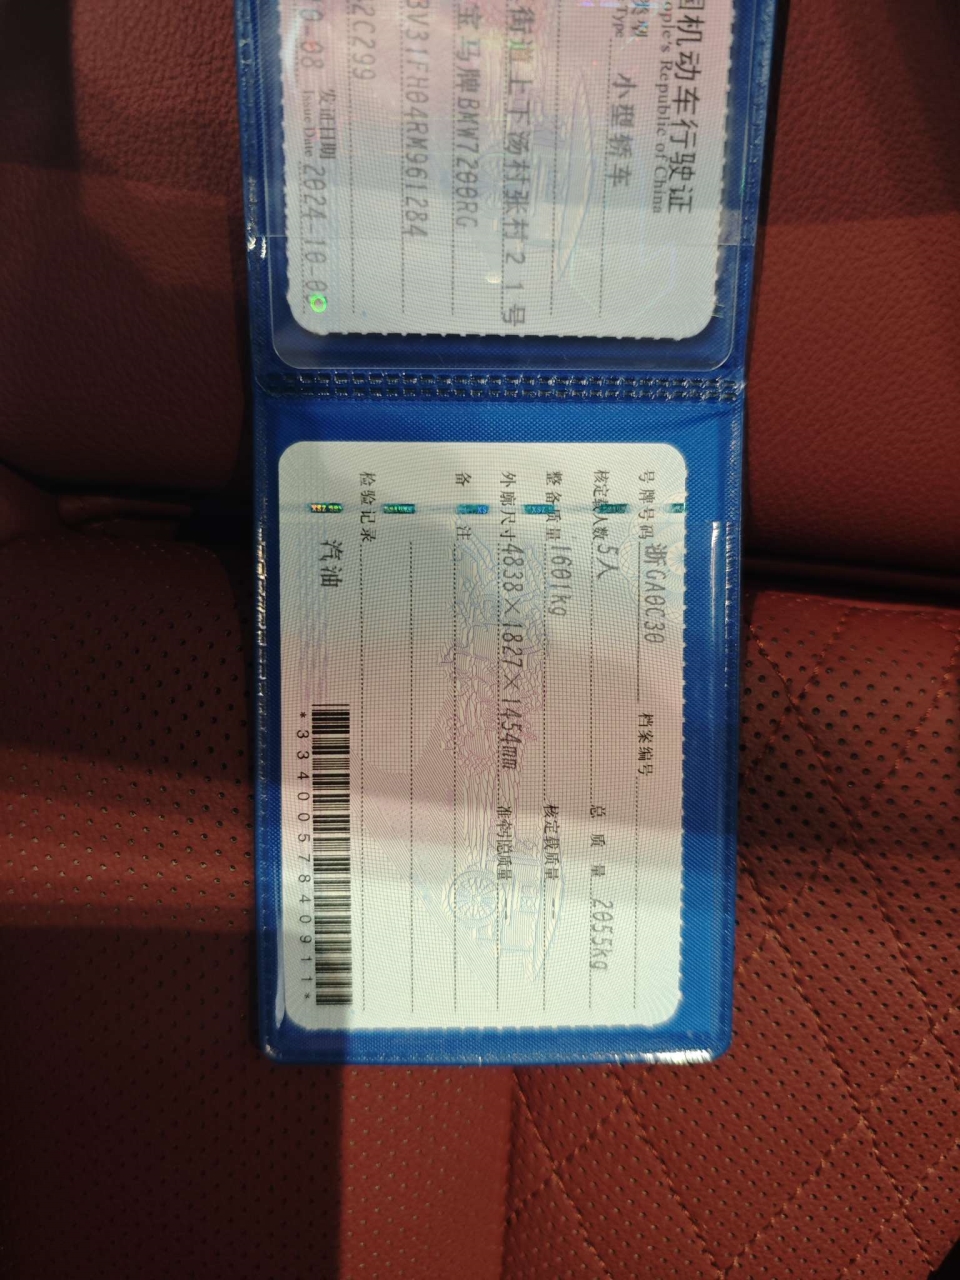 国机动车行驶证
ople's Republic of China
类别
Type
小型轿车
街道上下汤村张村21号
宝马牌BMW7200RG
3V31FH04RM961284
2C299
0-08 发证日期 2024-10-08
Issue Date
号牌号码 浙GA0C30 档案编号
核定载人数 5人 总质量 2055kg
整备质量 1601kg 核定载质量 --
外廓尺寸 4838×1827×1454mm 准牵引总质量 --
备注
检验记录
汽油
*3340057840911*